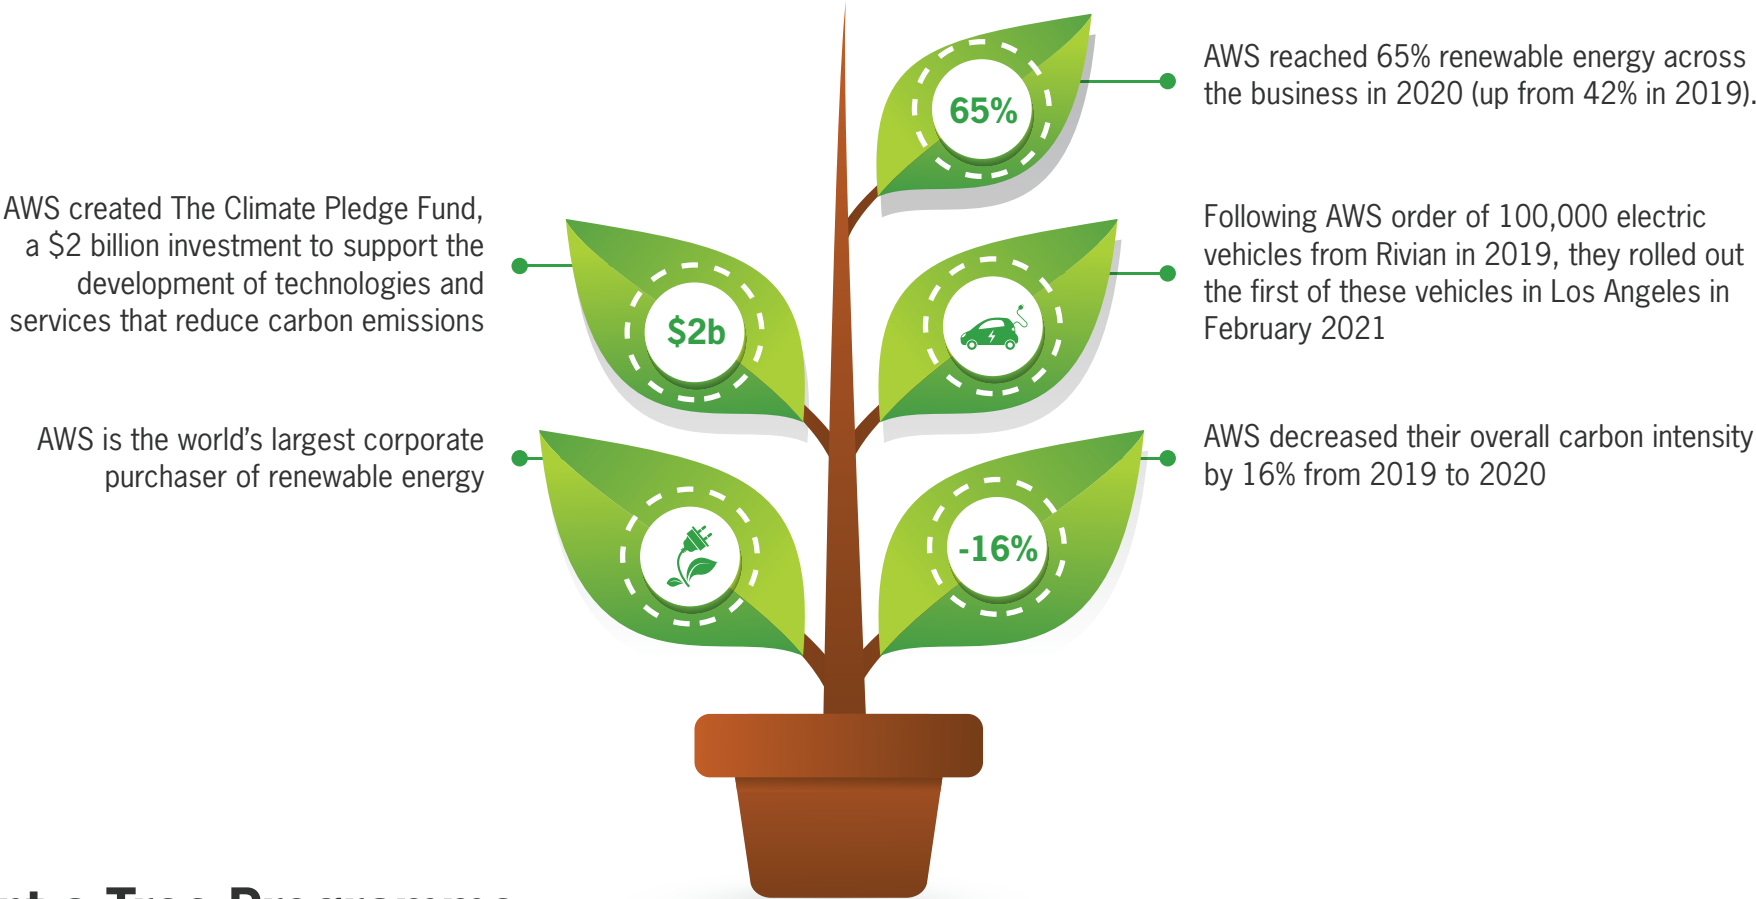 65%
AWS reached 65% renewable energy across
the business in 2020 (up from 42% in 2019).
AWS created The Climate Pledge Fund,
a $2 billion investment to support the
development of technologies and
services that reduce carbon emissions
$2b
Following AWS order of 100,000 electric
vehicles from Rivian in 2019, they rolled out
the first of these vehicles in Los Angeles in
February 2021
AWS is the world’s largest corporate
purchaser of renewable energy
-16%
AWS decreased their overall carbon intensity
by 16% from 2019 to 2020
a Tree Programme